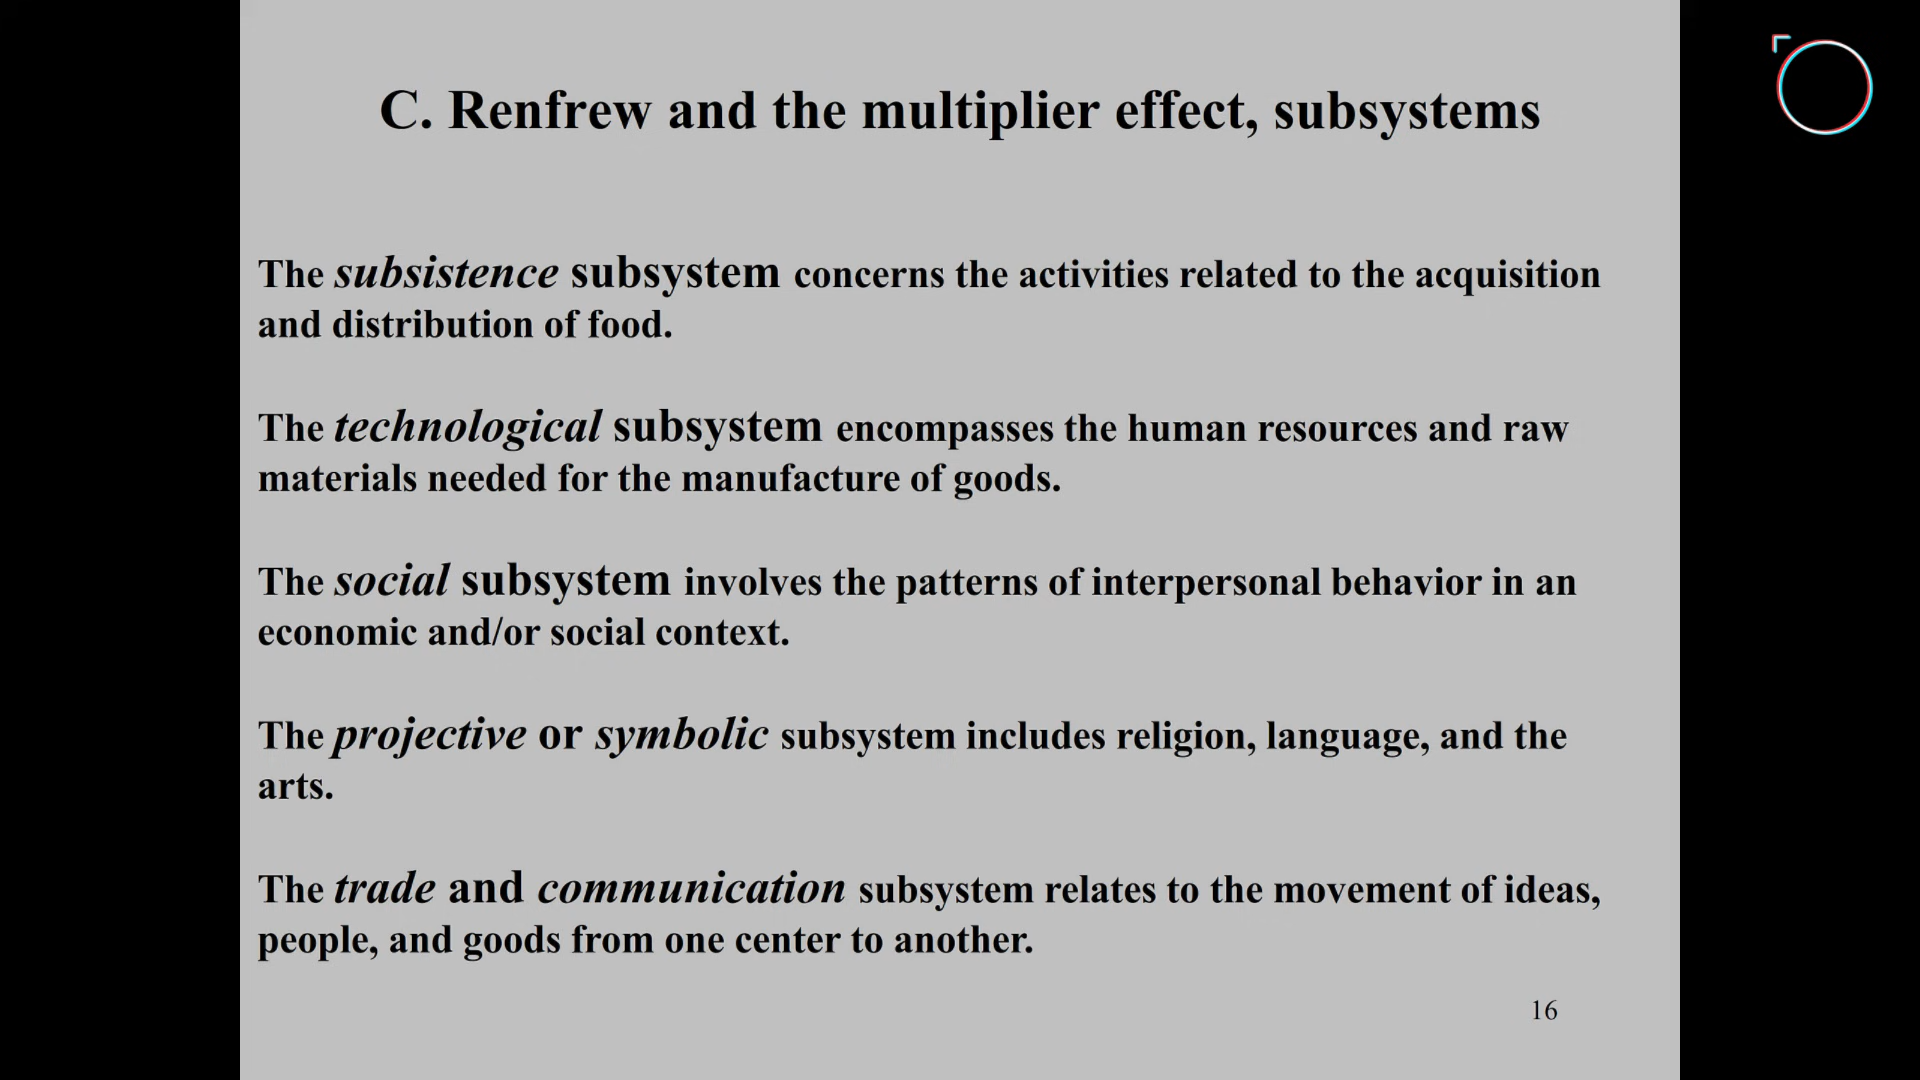 C. Renfrew and the multiplier effect, subsystems
The subsistence subsystem concerns the activities related to the acquisition
and distribution of food.
The technological subsystem encompasses the human resources and raw
materials needed for the manufacture of goods.
The social subsystem involves the patterns of interpersonal behavior in an
economic and/or social context.
The projective or symbolic subsystem includes religion, language, and the
arts.
The trade and communication subsystem relates to the movement of ideas,
people, and goods from one center to another.
16